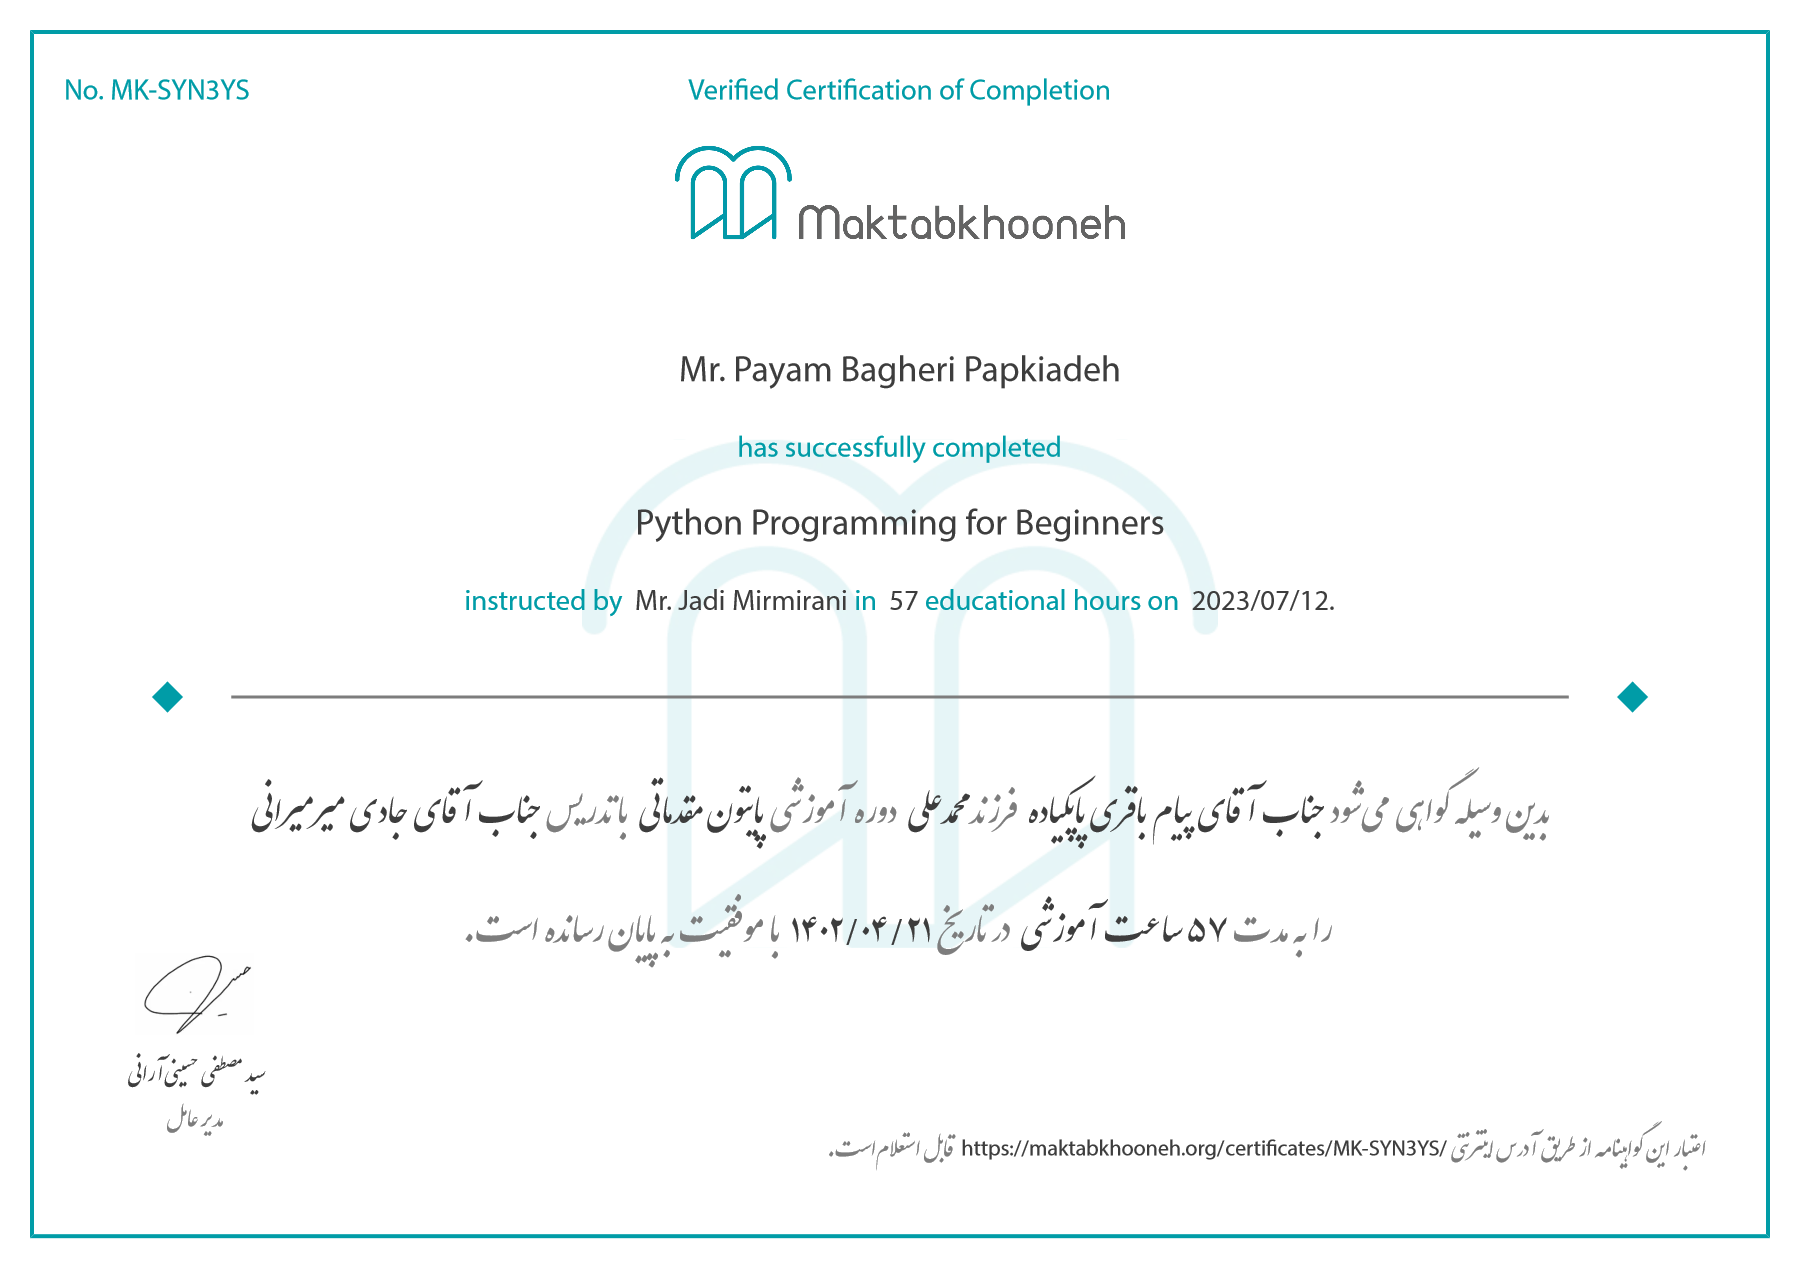 No. MK-SYN3YS
Verified Certification of Completion
Maktabkhooneh
Mr. Payam Bagheri Papkiadeh
has successfully completed
Python Programming for Beginners
instructed by Mr. Jadi Mirmirani in 57 educational hours on 2023/07/12.
بدین وسیله گواهی می‌شود جناب آقای پیام باقری پاپکیاده فرزند محمدعلی دوره آموزشی پایتون مقدماتی با تدریس جناب آقای جادی میرمیرانی
را به مدت ۵۷ ساعت آموزشی در تاریخ ۱۴۰۲/۰۴/۲۱ با موفقیت به پایان رسانده است.
سید مصطفی حسینی آرانی
مدیر عامل
اعتبار این گواهینامه از طریق آدرس اینترنتی https://maktabkhooneh.org/certificates/MK-SYN3YS/ قابل استعلام است.